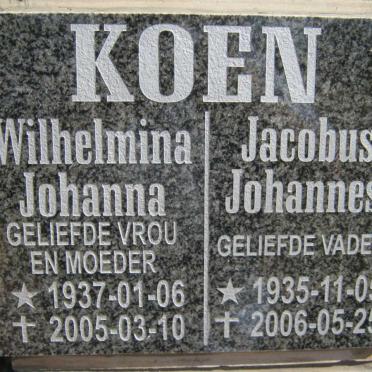 KOEN
Wilhelmina
Johanna
GELIEFDE VROU
EN MOEDER
★ 1937-01-06
✝ 2005-03-10
Jacobus
Johannes
GELIEFDE VADE
★ 1935-11-0
✝ 2006-05-25